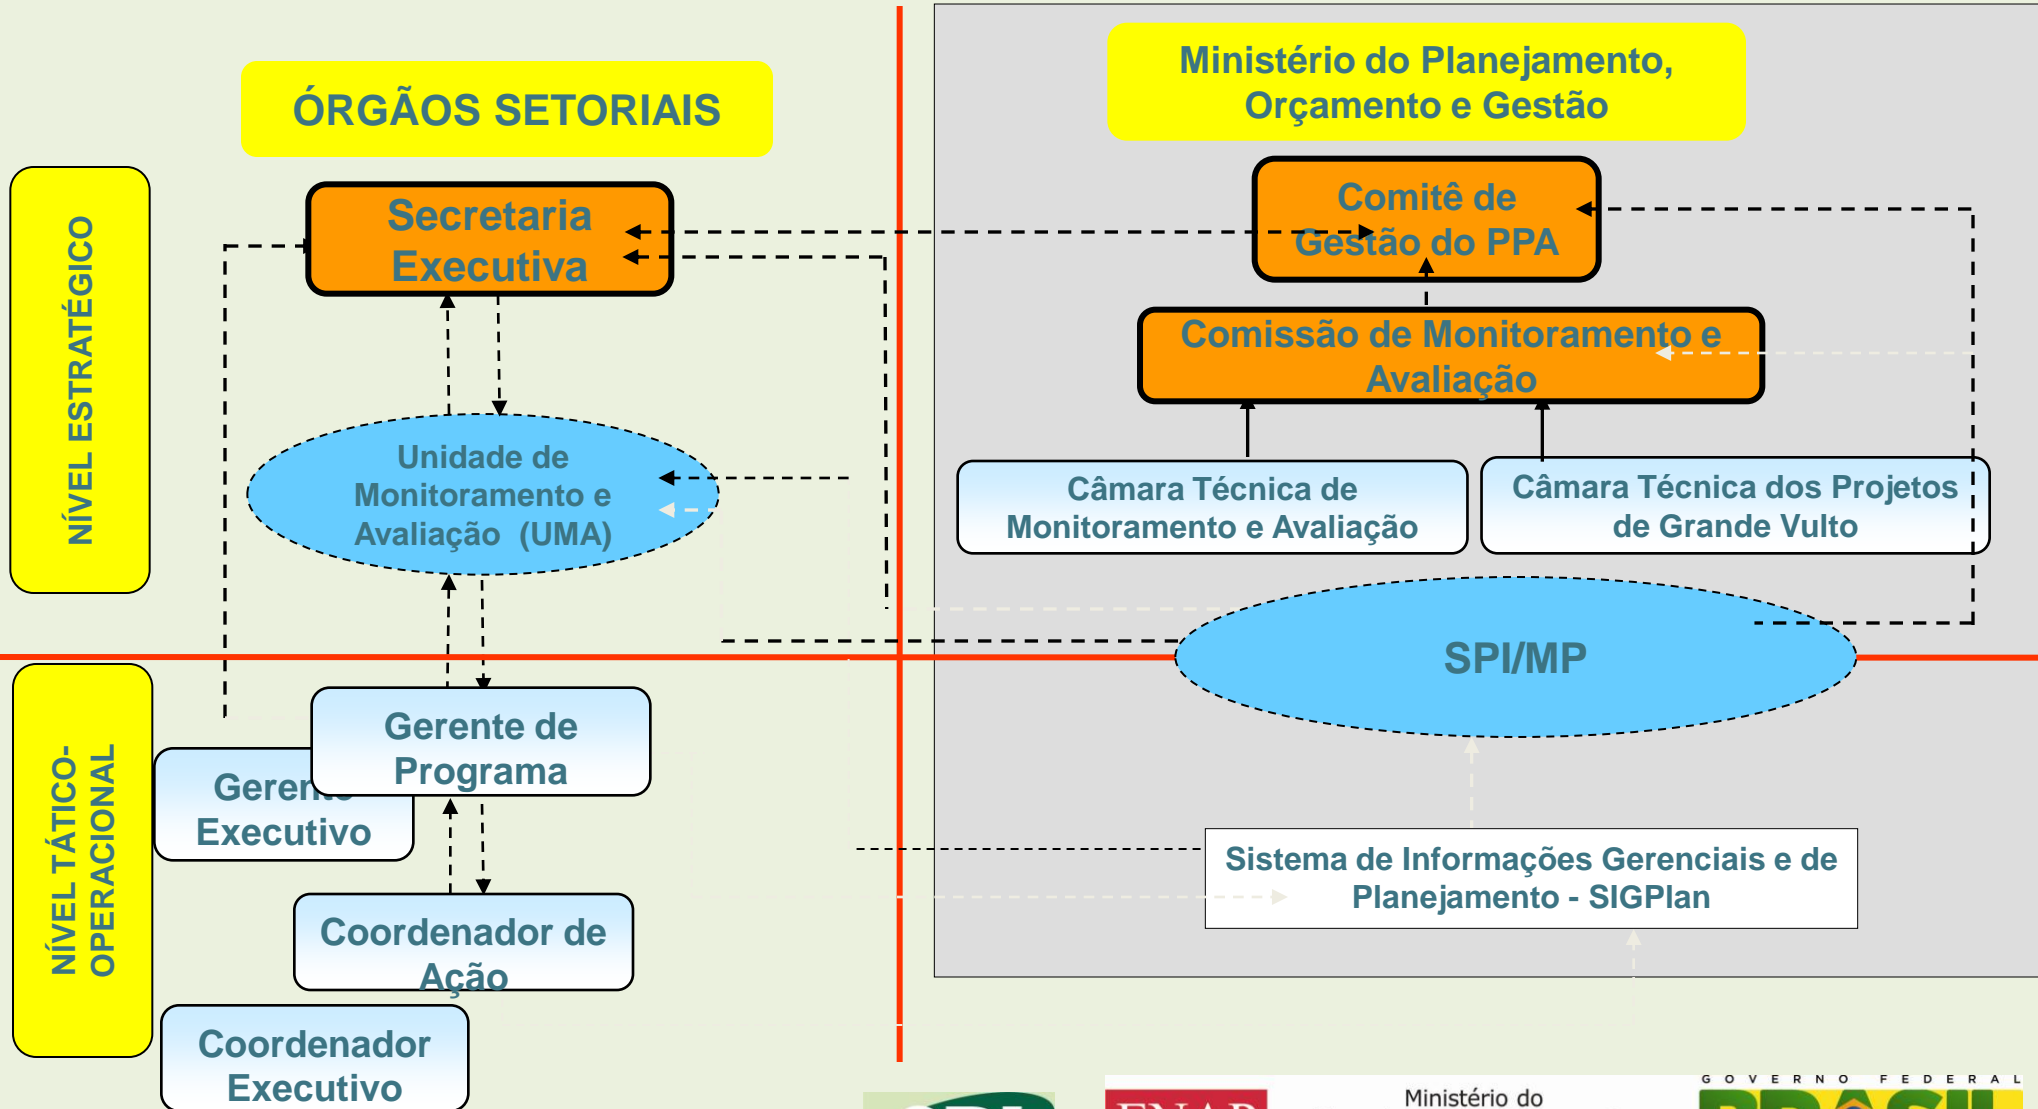 ÓRGÃOS SETORIAIS
Ministério do Planejamento,
Orçamento e Gestão
NÍVEL ESTRATÉGICO
Secretaria
Executiva
Comitê de
Gestão do PPA
Comissão de Monitoramento e
Avaliação
Unidade de
Monitoramento e
Avaliação (UMA)
Câmara Técnica de
Monitoramento e Avaliação
Câmara Técnica dos Projetos
de Grande Vulto
SPI/MP
NÍVEL TÁTICO-
OPERACIONAL
Gerente de
Programa
Gerente
Executivo
Sistema de Informações Gerenciais e de
Planejamento - SIGPlan
Coordenador de
Ação
Coordenador
Executivo
ENAP
Ministério do
GOVERNO FEDERAL
BRASIL